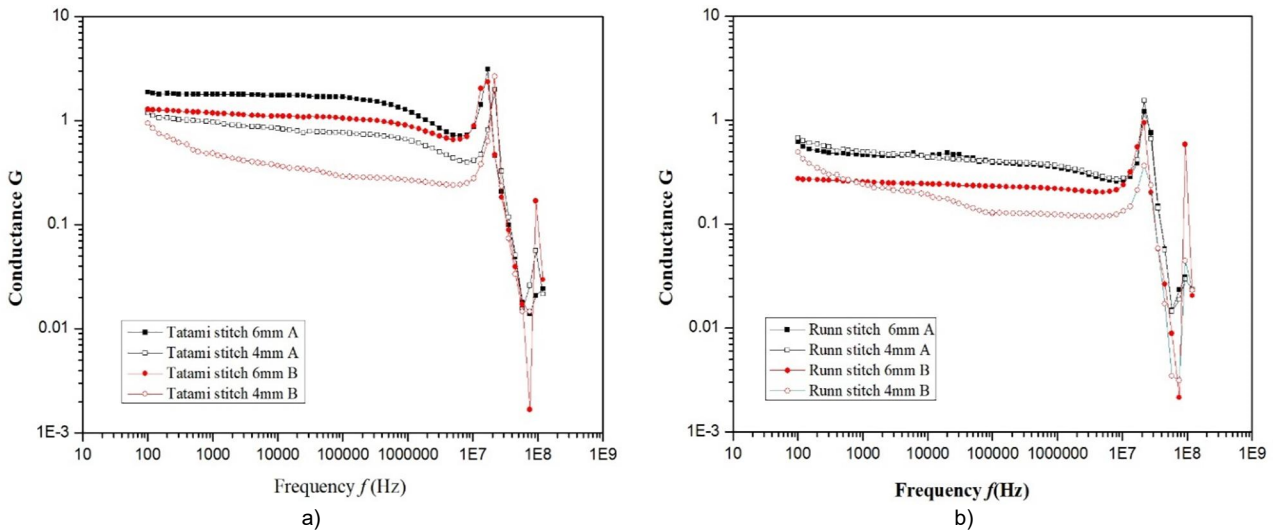 10
1
0.1
0.01
1E-3
Conductance G
Tatami stitch 6mm A
Tatami stitch 4mm A
Tatami stitch 6mm B
Tatami stitch 4mm B
10 100 1000 10000 100000 1000000 1E7 1E8 1E9
Frequency f(Hz)
a)
10
1
0.1
0.01
1E-3
Conductance G
Runn stitch 6mm A
Runn stitch 4mm A
Runn stitch 6mm B
Runn stitch 4mm B
10 100 1000 10000 100000 1000000 1E7 1E8 1E9
Frequency f(Hz)
b)